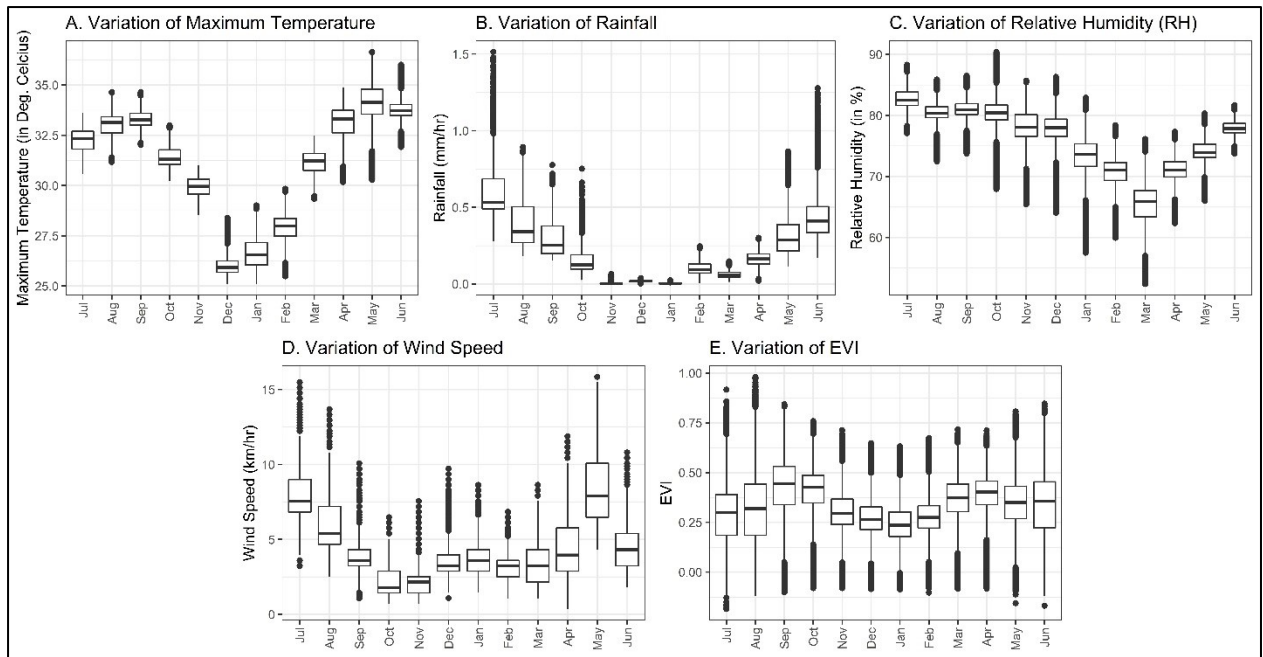 A. Variation of Maximum Temperature
Maximum Temperature (in Deg. Celcius)
35.0
32.5
30.0
27.5
25.0
Jul
Aug
Sep
Oct
Nov
Dec
Jan
Feb
Mar
Apr
May
Jun
B. Variation of Rainfall
Rainfall (mm/hr)
1.5
1.0
0.5
0.0
Jul
Aug
Sep
Oct
Nov
Dec
Jan
Feb
Mar
Apr
May
Jun
C. Variation of Relative Humidity (RH)
Relative Humidity (in %)
90
80
70
60
Jul
Aug
Sep
Oct
Nov
Dec
Jan
Feb
Mar
Apr
May
Jun
D. Variation of Wind Speed
Wind Speed (km/hr)
15
10
5
0
Jul
Aug
Sep
Oct
Nov
Dec
Jan
Feb
Mar
Apr
May
Jun
E. Variation of EVI
EVI
1.00
0.75
0.50
0.25
0.00
Jul
Aug
Sep
Oct
Nov
Dec
Jan
Feb
Mar
Apr
May
Jun